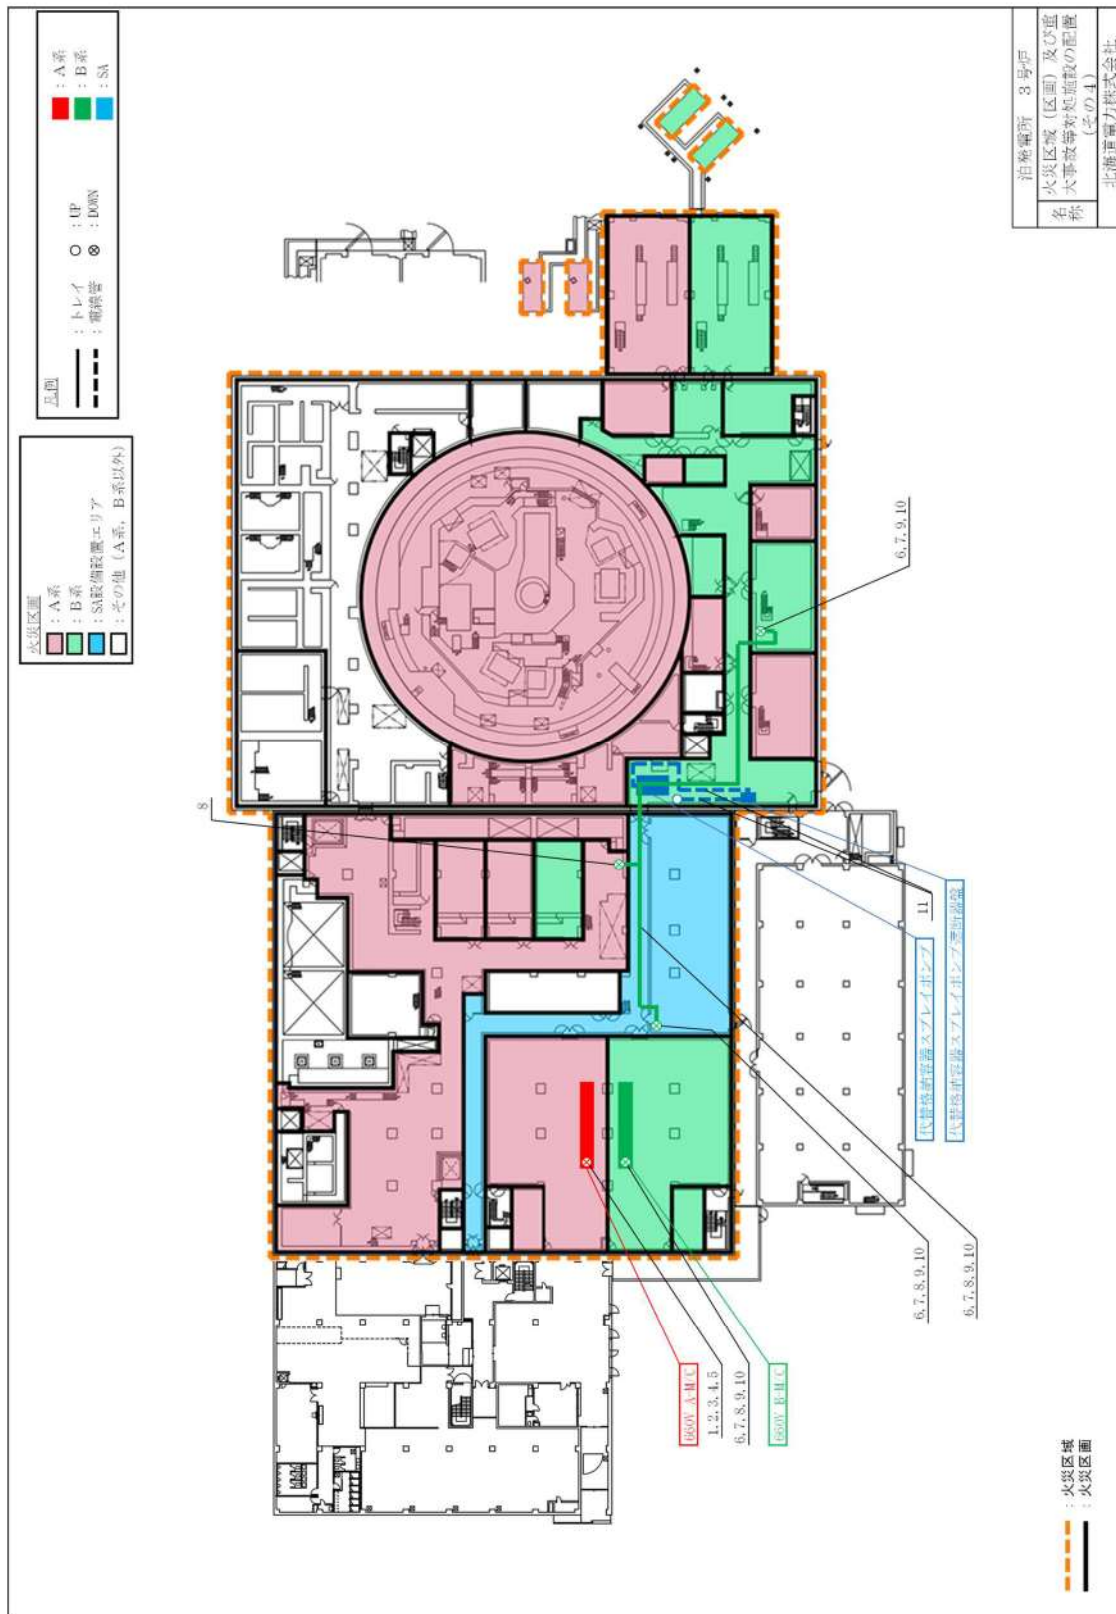 凡例
: トレイ
: 電線管
○ : UP
⊗ : DOWN
: A系
: B系
: SA
火災区画
: A系
: B系
: SA設備設置エリア
: その他 (A系, B系以外)
8
6,7,9,10
11
代替格納容器スプレイポンプ
代替格納容器スプレイポンプ遮断器盤
6,7,8,9,10
6,7,8,9,10
660V A-M/C
1,2,3,4,5
6,7,8,9,10
660V B-M/C
: 火災区域
: 火災区画
泊発電所 3号炉
名称
火災区域(区画)及び重
大事故等対処施設の配置
(その4)
北海道電力株式会社